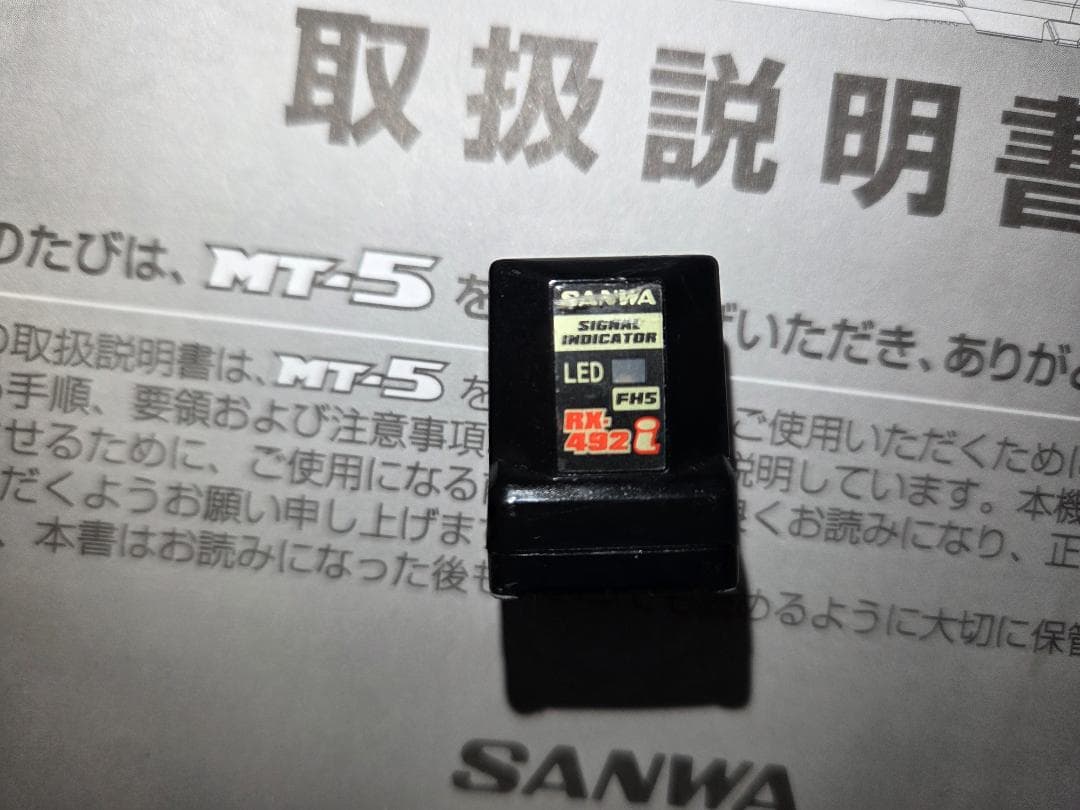 取扱説明書
のたびは、MT-5を いただき、ありがと
の取扱説明書は、MT-5を ご使用いただくために
手順、要領および注意事項 説明しています。本機
させるために、ご使用になる くお読みになり、正
だくようお願い申し上げま
、本書はお読みになった後も めるように大切に保管
SANWA
SANWA
SIGNAL
INDICATOR
LED
FH5
RX-
492i